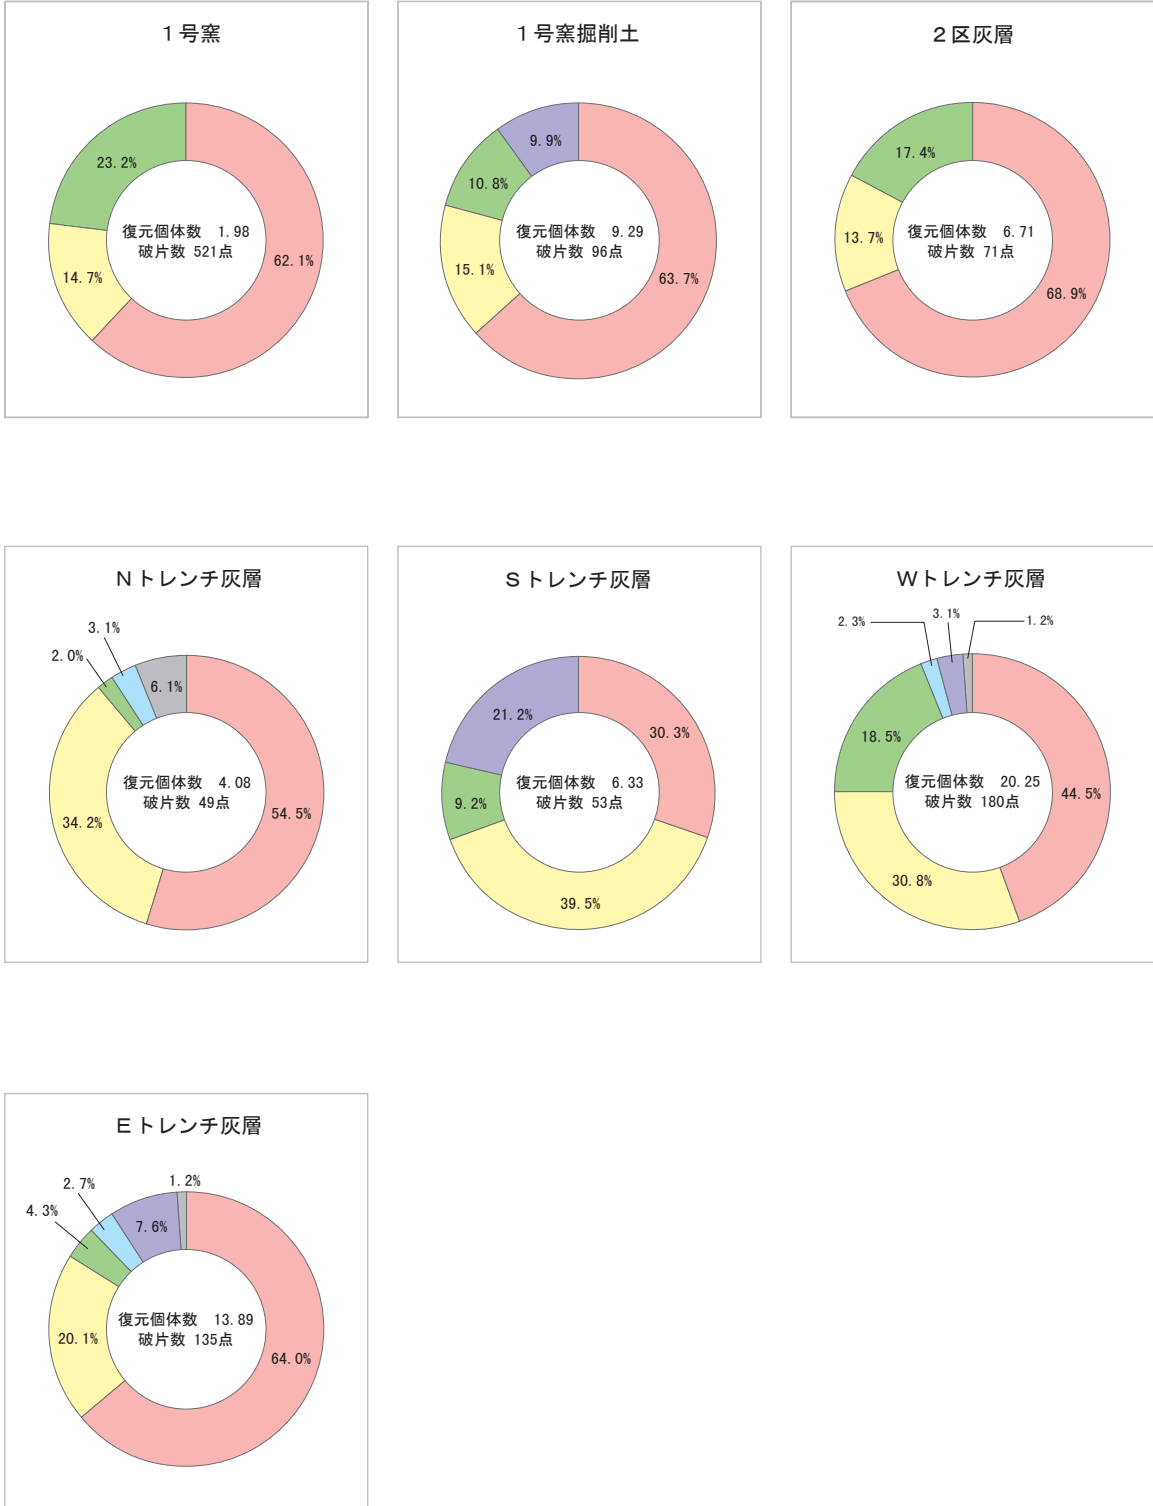 1号窯
23.2%
復元個体数 1.98
破片数 521点
62.1%
14.7%
1号窯掘削土
9.9%
10.8%
復元個体数 9.29
破片数 96点
15.1%
63.7%
2区灰層
17.4%
復元個体数 6.71
13.7%
破片数 71点
68.9%
Nトレンチ灰層
3.1%
2.0%
6.1%
復元個体数 4.08
破片数 49点
54.5%
34.2%
Sトレンチ灰層
21.2%
30.3%
復元個体数 6.33
破片数 53点
9.2%
39.5%
Wトレンチ灰層
2.3%
3.1%
1.2%
18.5%
復元個体数 20.25
破片数 180点
44.5%
30.8%
Eトレンチ灰層
1.2%
2.7%
4.3%
7.6%
復元個体数 13.89
破片数 135点
20.1%
64.0%